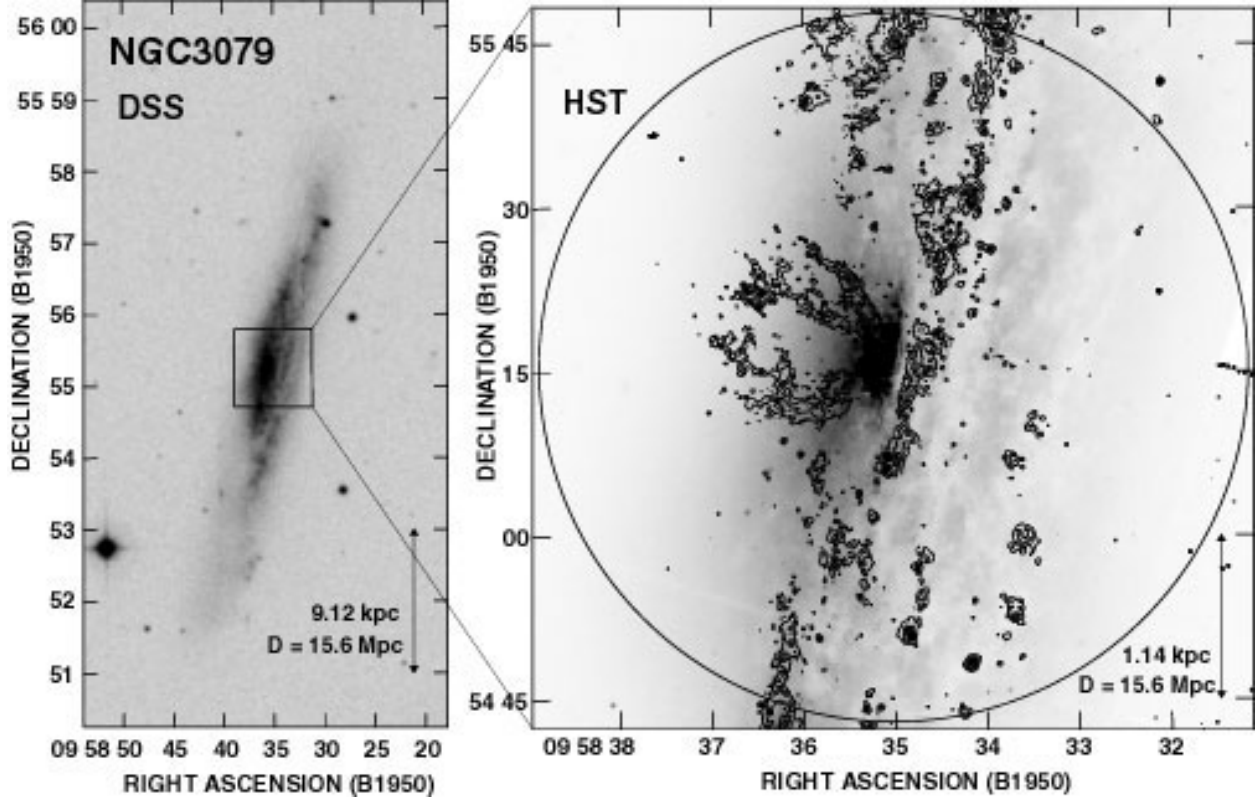 NGC3079
DSS
56 00
55 59
58
57
56
55
54
53
52
51
DECLINATION (B1950)
9.12 kpc
D = 15.6 Mpc
09 58 50 45 40 35 30 25 20
RIGHT ASCENSION (B1950)
HST
55 45
30
15
00
54 45
DECLINATION (B1950)
1.14 kpc
D = 15.6 Mpc
09 58 38 37 36 35 34 33 32
RIGHT ASCENSION (B1950)